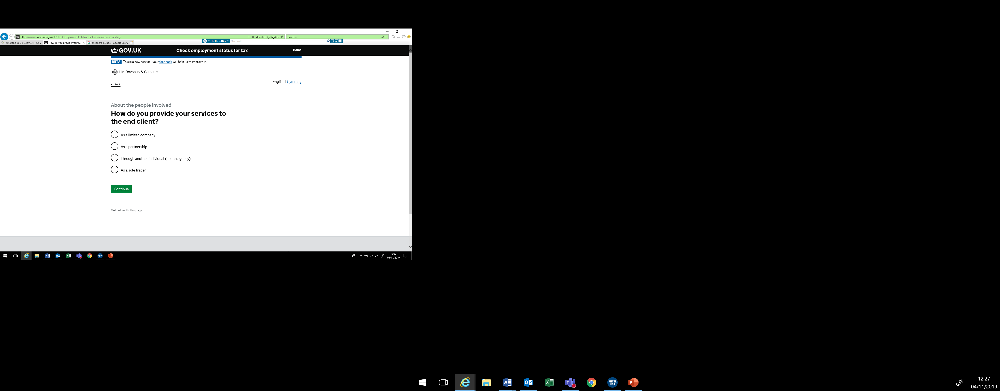 https://www.tax.service.gov.uk/check-employment-status-for-tax/workers-intermediary
Identified by DigiCert
Search...
What the BBC presenters' IR35 ...
How do you provide your s...
prisoners in cage - Google Sear...
In the office
Make a call
GOV.UK
Check employment status for tax
Home
BETA This is a new service - your feedback will help us to improve it.
HM Revenue & Customs
English | Cymraeg
Back
About the people involved
How do you provide your services to
the end client?
As a limited company
As a partnership
Through another individual (not an agency)
As a sole trader
Continue
Get help with this page.
12:27
04/11/2019
MITEL
UCA
12:27
04/11/2019